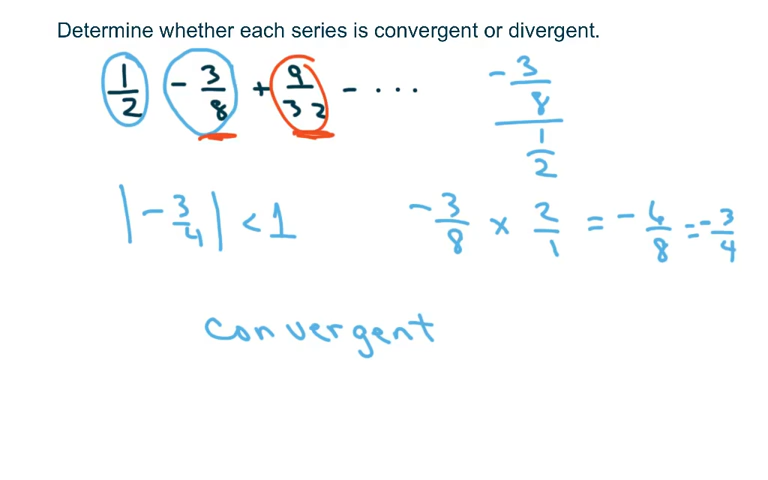 Determine whether each series is convergent or divergent.
1/2 - 3/8 + 9/32 - ....
(-3/8)/(1/2)
|-3/4| < 1
-3/8 x 2/1 = -6/8 = -3/4
convergent